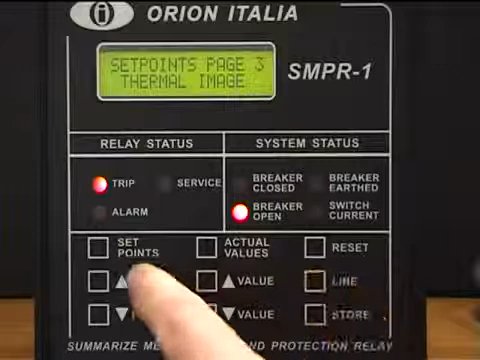 ORION ITALIA
SETPOINTS PAGE 3
THERMAL IMAGE
SMPR-1
RELAY STATUS
SYSTEM STATUS
TRIP
SERVICE
BREAKER CLOSED
BREAKER EARTHED
ALARM
BREAKER OPEN
SWITCH CURRENT
SET POINTS
ACTUAL VALUES
RESET
▲
▲ VALUE
LINE
▼
▼ VALUE
STORE
SUMMARIZE ND PROTECTION RELAY